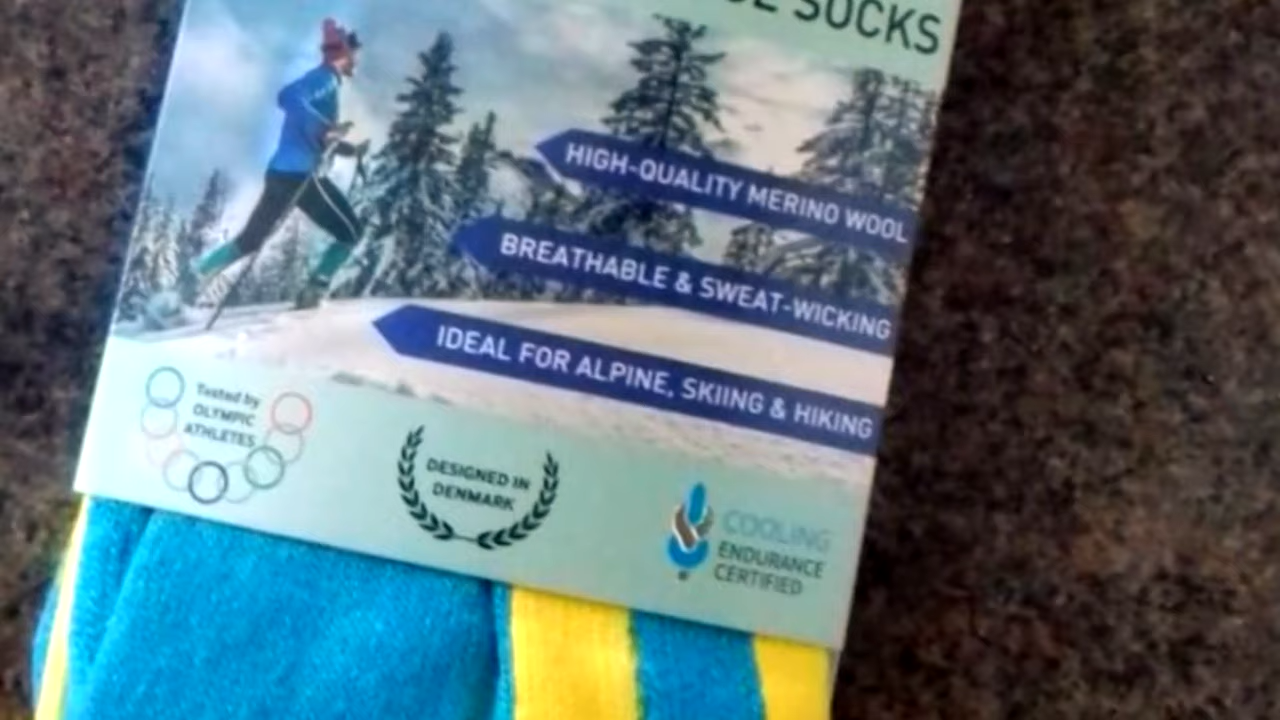 SOCKS
HIGH-QUALITY MERINO WOOL
BREATHABLE & SWEAT-WICKING
IDEAL FOR ALPINE, SKIING & HIKING
Tested by
OLYMPIC
ATHLETES
DESIGNED IN
DENMARK
COOLING
ENDURANCE
CERTIFIED